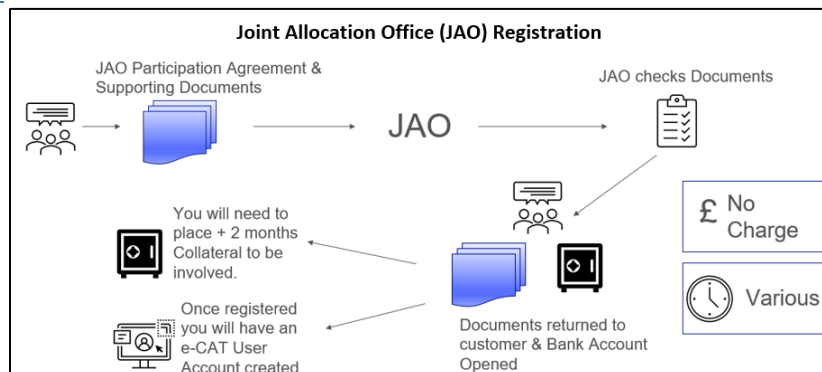 Joint Allocation Office (JAO) Registration
JAO Participation Agreement &
Supporting Documents
JAO
JAO checks Documents
You will need to
place + 2 months
Collateral to be
involved.
Once registered
you will have an
e-CAT User
Account created
Documents returned to
customer & Bank Account
Opened
£ No
Charge
Various